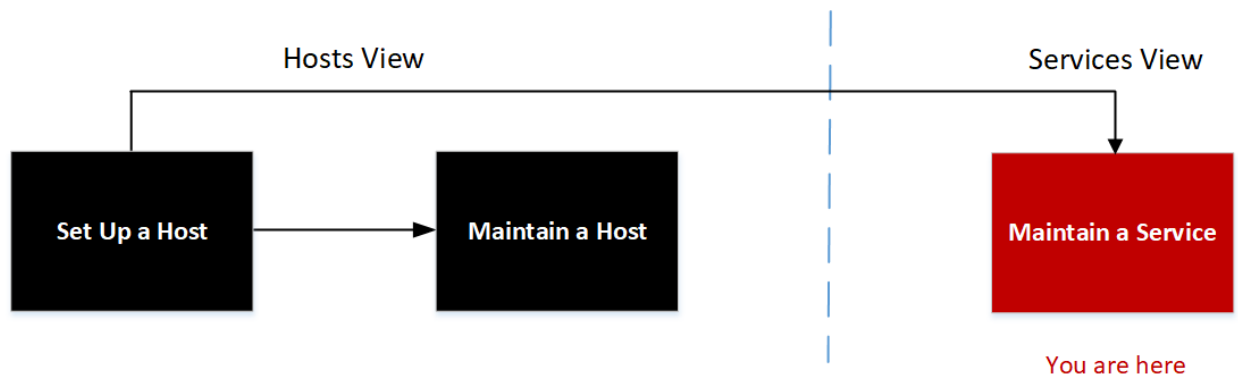 Hosts View
Services View
Set Up a Host
Maintain a Host
Maintain a Service
You are here